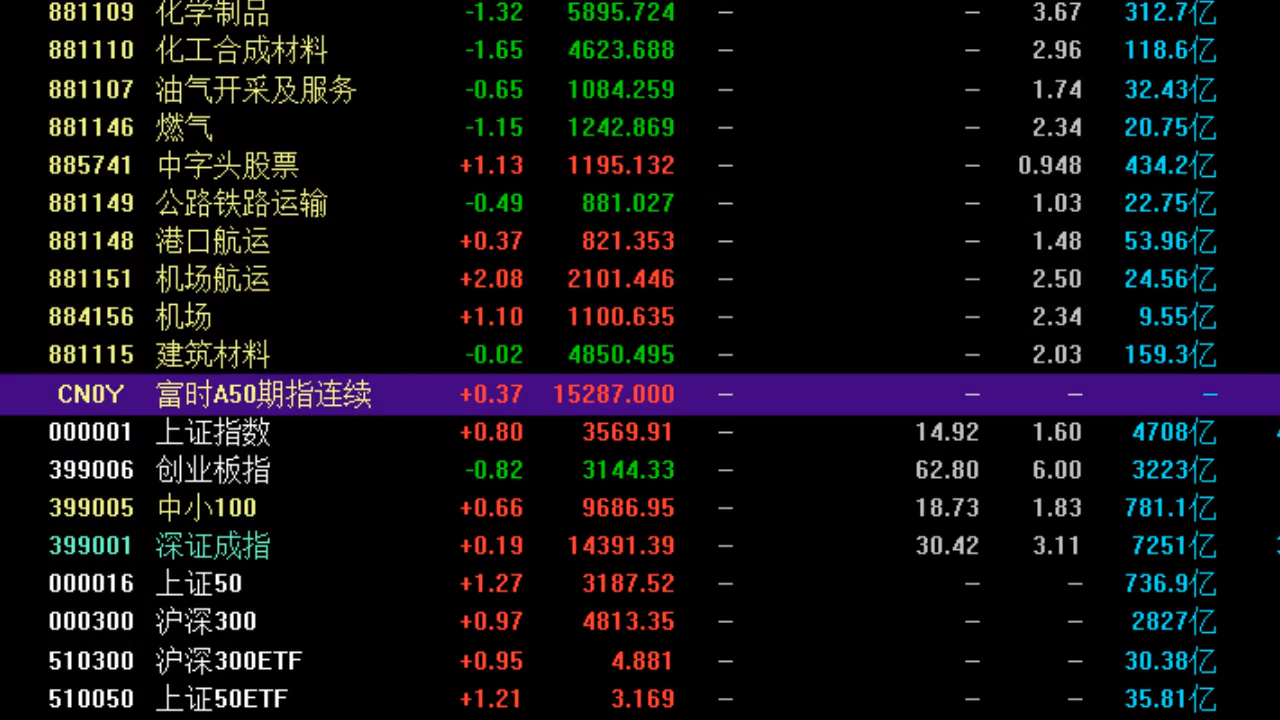 881109 化学制品 -1.32 5895.724 — — 3.67 312.7亿
881110 化工合成材料 -1.65 4623.688 — — 2.96 118.6亿
881107 油气开采及服务 -0.65 1084.259 — — 1.74 32.43亿
881146 燃气 -1.15 1242.869 — — 2.34 20.75亿
885741 中字头股票 +1.13 1195.132 — — 0.948 434.2亿
881149 公路铁路运输 -0.49 881.027 — — 1.03 22.75亿
881148 港口航运 +0.37 821.353 — — 1.48 53.96亿
881151 机场航运 +2.08 2101.446 — — 2.50 24.56亿
884156 机场 +1.10 1100.635 — — 2.34 9.55亿
881115 建筑材料 -0.02 4850.495 — — 2.03 159.3亿
CN0Y 富时A50期指连续 +0.37 15287.000 — — — —
000001 上证指数 +0.80 3569.91 — 14.92 1.60 4708亿
399006 创业板指 -0.82 3144.33 — 62.80 6.00 3223亿
399005 中小100 +0.66 9686.95 — 18.73 1.83 781.1亿
399001 深证成指 +0.19 14391.39 — 30.42 3.11 7251亿
000016 上证50 +1.27 3187.52 — — — 736.9亿
000300 沪深300 +0.97 4813.35 — — — 2827亿
510300 沪深300ETF +0.95 4.881 — — — 30.38亿
510050 上证50ETF +1.21 3.169 — — — 35.81亿